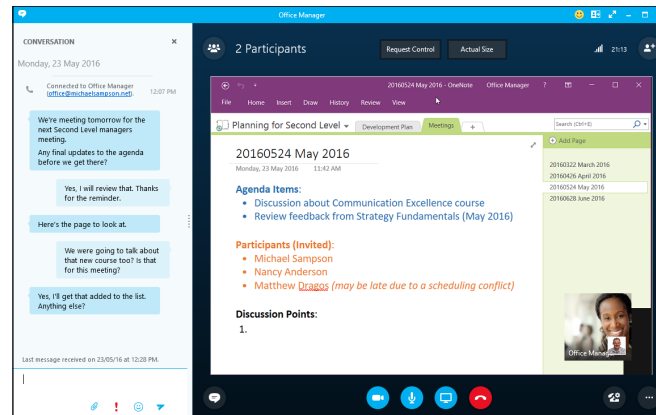 Office Manager
CONVERSATION
Monday, 23 May 2016
Connected to Office Manager
(office@michaelsampson.net).
12:07 PM
We're meeting tomorrow for the
next Second Level managers
meeting.
Any final updates to the agenda
before we get there?
Yes, I will review that. Thanks
for the reminder.
Here's the page to look at.
We were going to talk about
that new course too? Is that
for this meeting?
Yes, I'll get that added to the list.
Anything else?
Last message received on 23/05/16 at 12:28 PM.
2 Participants
Request Control
Actual Size
21:13
20160524 May 2016 - OneNote
Office Manager
File Home Insert Draw History Review View
Planning for Second Level
Development Plan
Meetings
Search (Ctrl+E)
Add Page
20160322 March 2016
20160426 April 2016
20160524 May 2016
20160628 June 2016
20160524 May 2016
Monday, 23 May 2016 11:42 AM
Agenda Items:
• Discussion about Communication Excellence course
• Review feedback from Strategy Fundamentals (May 2016)
Participants (Invited):
• Michael Sampson
• Nancy Anderson
• Matthew Dragos (may be late due to a scheduling conflict)
Discussion Points:
1.
Office Manager